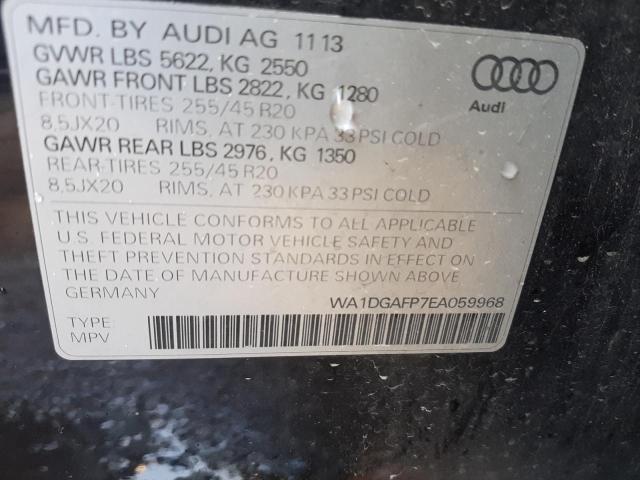 MFD. BY AUDI AG 11 13
GVWR LBS 5622, KG 2550
GAWR FRONT LBS 2822, KG 1280
FRONT-TIRES 255/45 R20
8,5JX20 RIMS, AT 230 KPA 33 PSI COLD
GAWR REAR LBS 2976, KG 1350
REAR-TIRES 255/45 R20
8,5JX20 RIMS, AT 230 KPA 33 PSI COLD
Audi
THIS VEHICLE CONFORMS TO ALL APPLICABLE
U.S. FEDERAL MOTOR VEHICLE SAFETY AND
THEFT PREVENTION STANDARDS IN EFFECT ON
THE DATE OF MANUFACTURE SHOWN ABOVE
GERMANY WA1DGAFP7EA059968
TYPE:
MPV